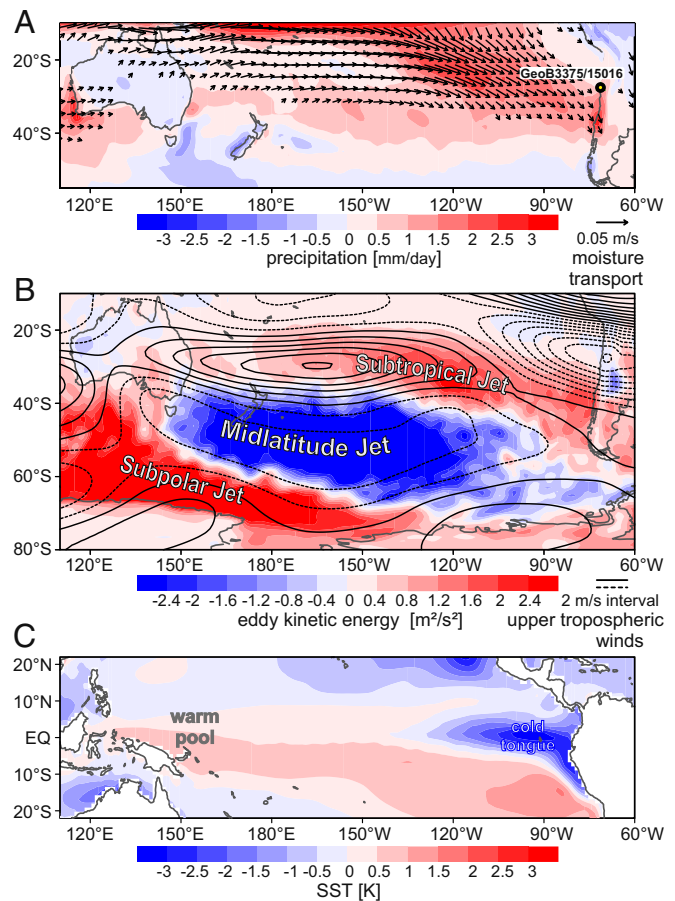 A
20°S
GeoB3375/15016
40°S
120°E 150°E 180°W 150°W 120°W 90°W 60°W
-3 -2.5 -2 -1.5 -1 -0.5 0 0.5 1 1.5 2 2.5 3
0.05 m/s
precipitation [mm/day]
moisture
transport
B
20°S
Subtropical Jet
40°S
Midlatitude Jet
60°S
Subpolar Jet
80°S
120°E 150°E 180°W 150°W 120°W 90°W 60°W
-2.4 -2 -1.6 -1.2 -0.8 -0.4 0 0.4 0.8 1.2 1.6 2 2.4
2 m/s interval
eddy kinetic energy [m²/s²]
upper tropospheric
winds
C
20°N
10°N
warm
pool
EQ
cold
tongue
10°S
20°S
120°E 150°E 180°W 150°W 120°W 90°W 60°W
-3 -2.5 -2 -1.5 -1 -0.5 0 0.5 1 1.5 2 2.5 3
SST [K]